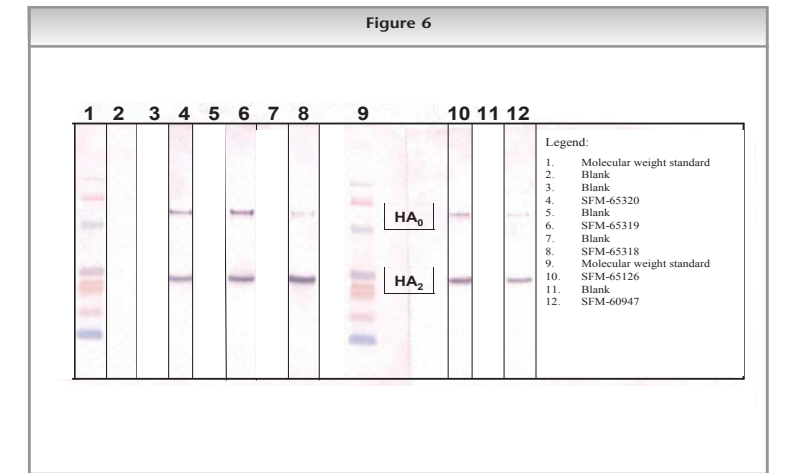 Figure 6
1 2 3 4 5 6 7 8 9 10 11 12
HA0
HA2
Legend:
1. Molecular weight standard
2. Blank
3. Blank
4. SFM-65320
5. Blank
6. SFM-65319
7. Blank
8. SFM-65318
9. Molecular weight standard
10. SFM-65126
11. Blank
12. SFM-60947